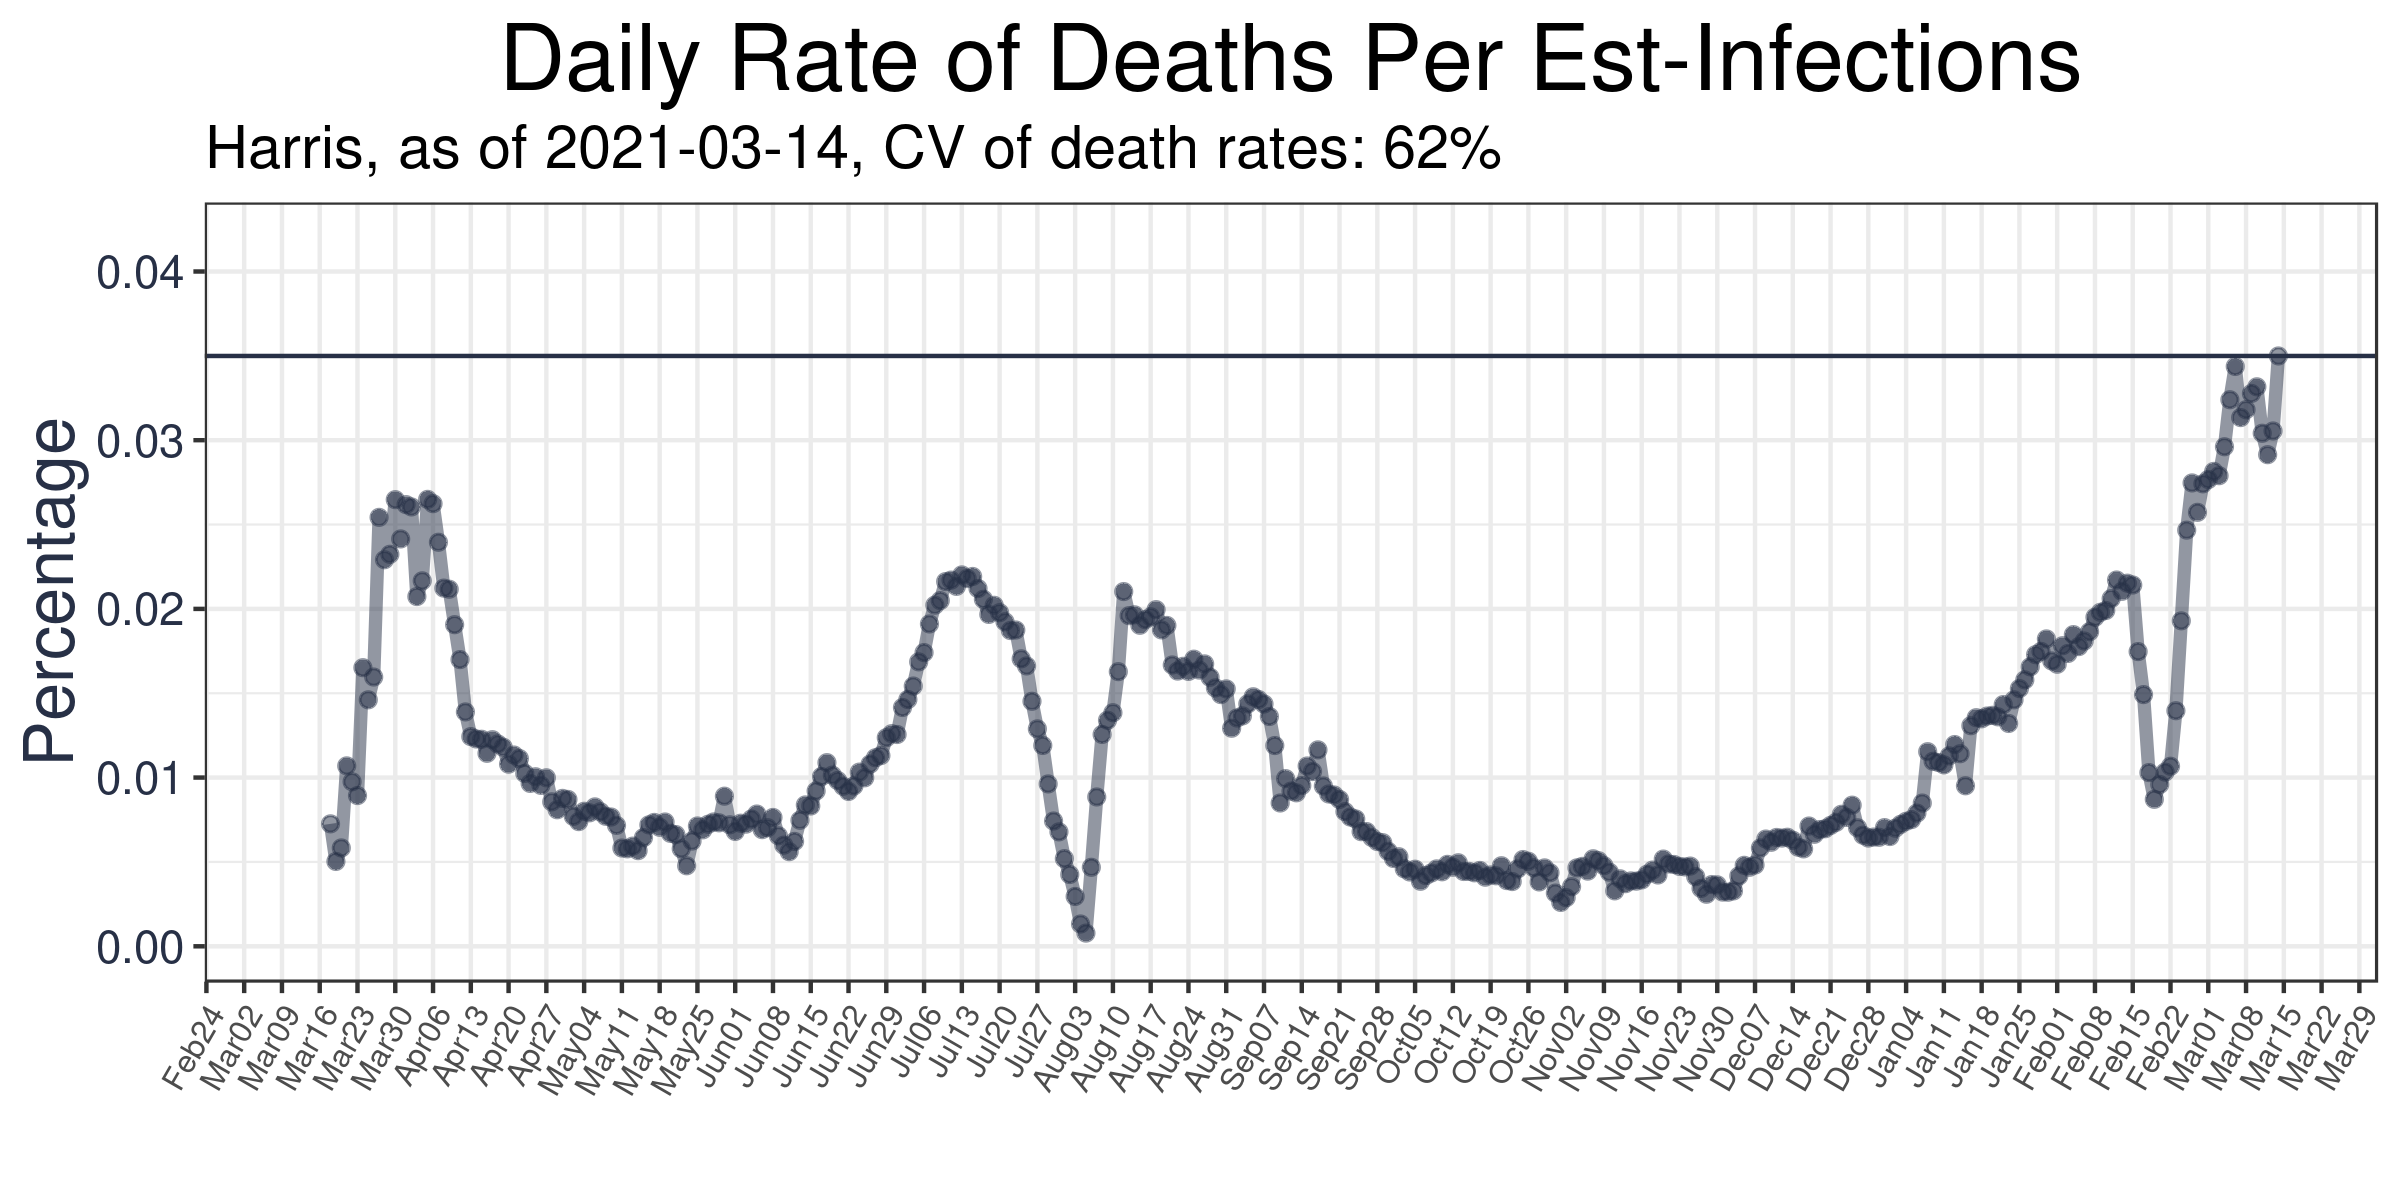 Daily Rate of Deaths Per Est-Infections
Harris, as of 2021-03-14, CV of death rates: 62%
Percentage
0.04
0.03
0.02
0.01
0.00
Feb24
Mar02
Mar09
Mar16
Mar23
Mar30
Apr06
Apr13
Apr20
Apr27
May04
May11
May18
May25
Jun01
Jun08
Jun15
Jun22
Jun29
Jul06
Jul13
Jul20
Jul27
Aug03
Aug10
Aug17
Aug24
Aug31
Sep07
Sep14
Sep21
Sep28
Oct05
Oct12
Oct19
Oct26
Nov02
Nov09
Nov16
Nov23
Nov30
Dec07
Dec14
Dec21
Dec28
Jan04
Jan11
Jan18
Jan25
Feb01
Feb08
Feb15
Feb22
Mar01
Mar08
Mar15
Mar22
Mar29